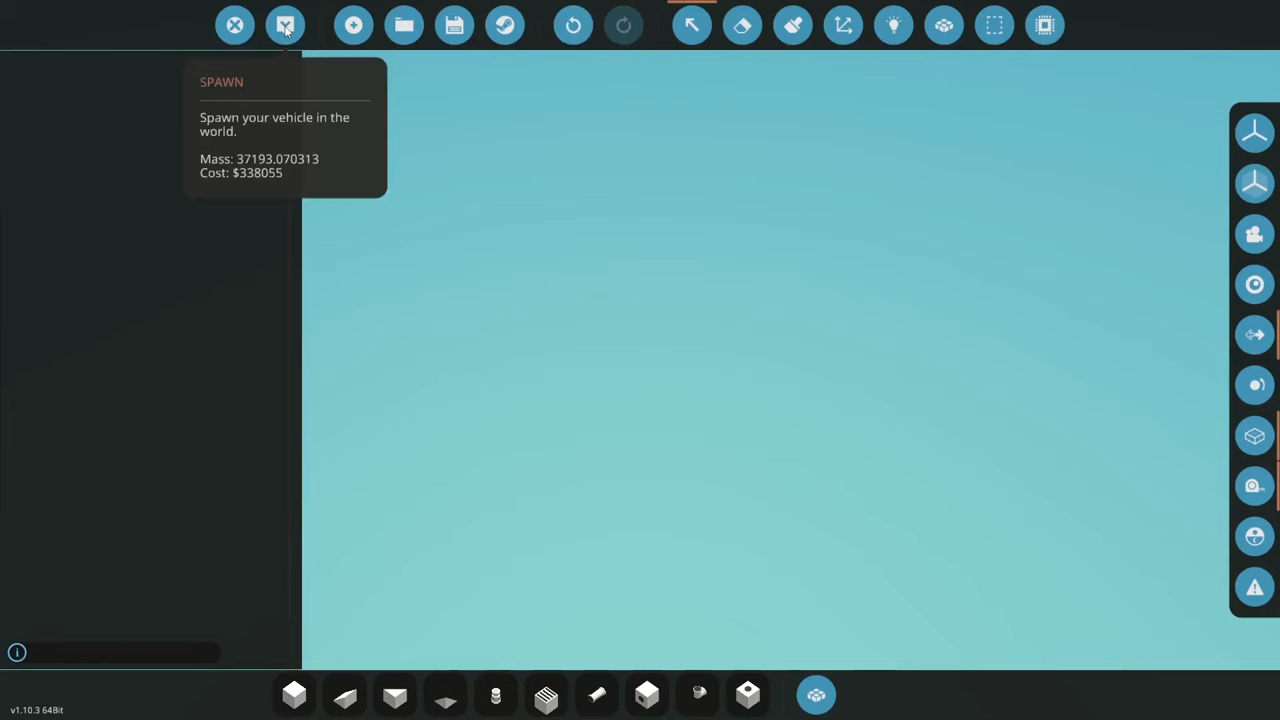 SPAWN
Spawn your vehicle in the
world.
Mass: 37193.070313
Cost: $338055
v1.10.3 64Bit